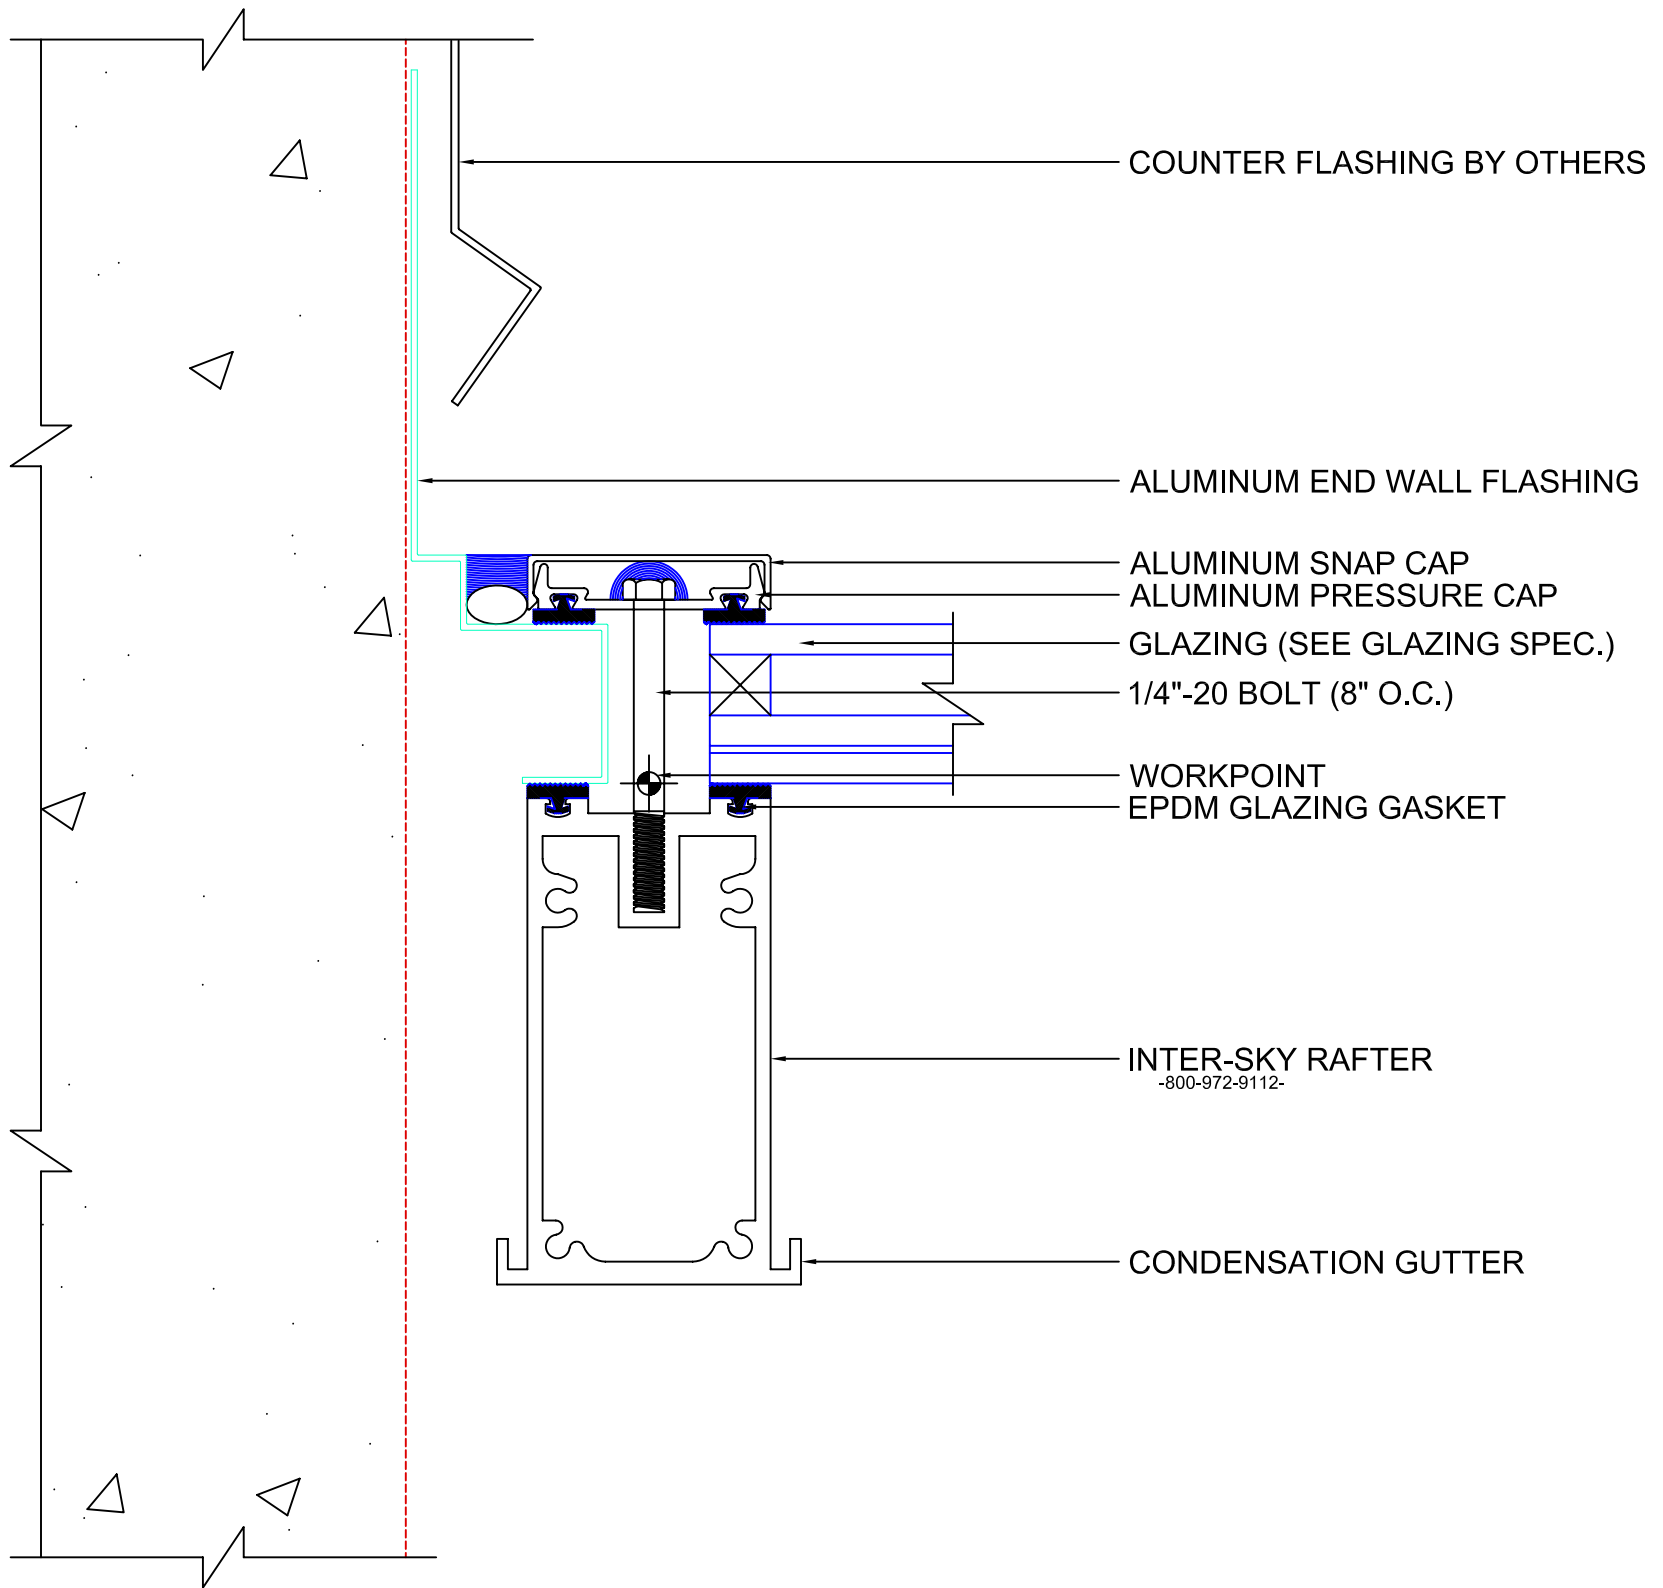 COUNTER FLASHING BY OTHERS
ALUMINUM END WALL FLASHING
ALUMINUM SNAP CAP
ALUMINUM PRESSURE CAP
GLAZING (SEE GLAZING SPEC.)
1/4"-20 BOLT (8" O.C.)
WORKPOINT
EPDM GLAZING GASKET
INTER-SKY RAFTER
-800-972-9112-
CONDENSATION GUTTER